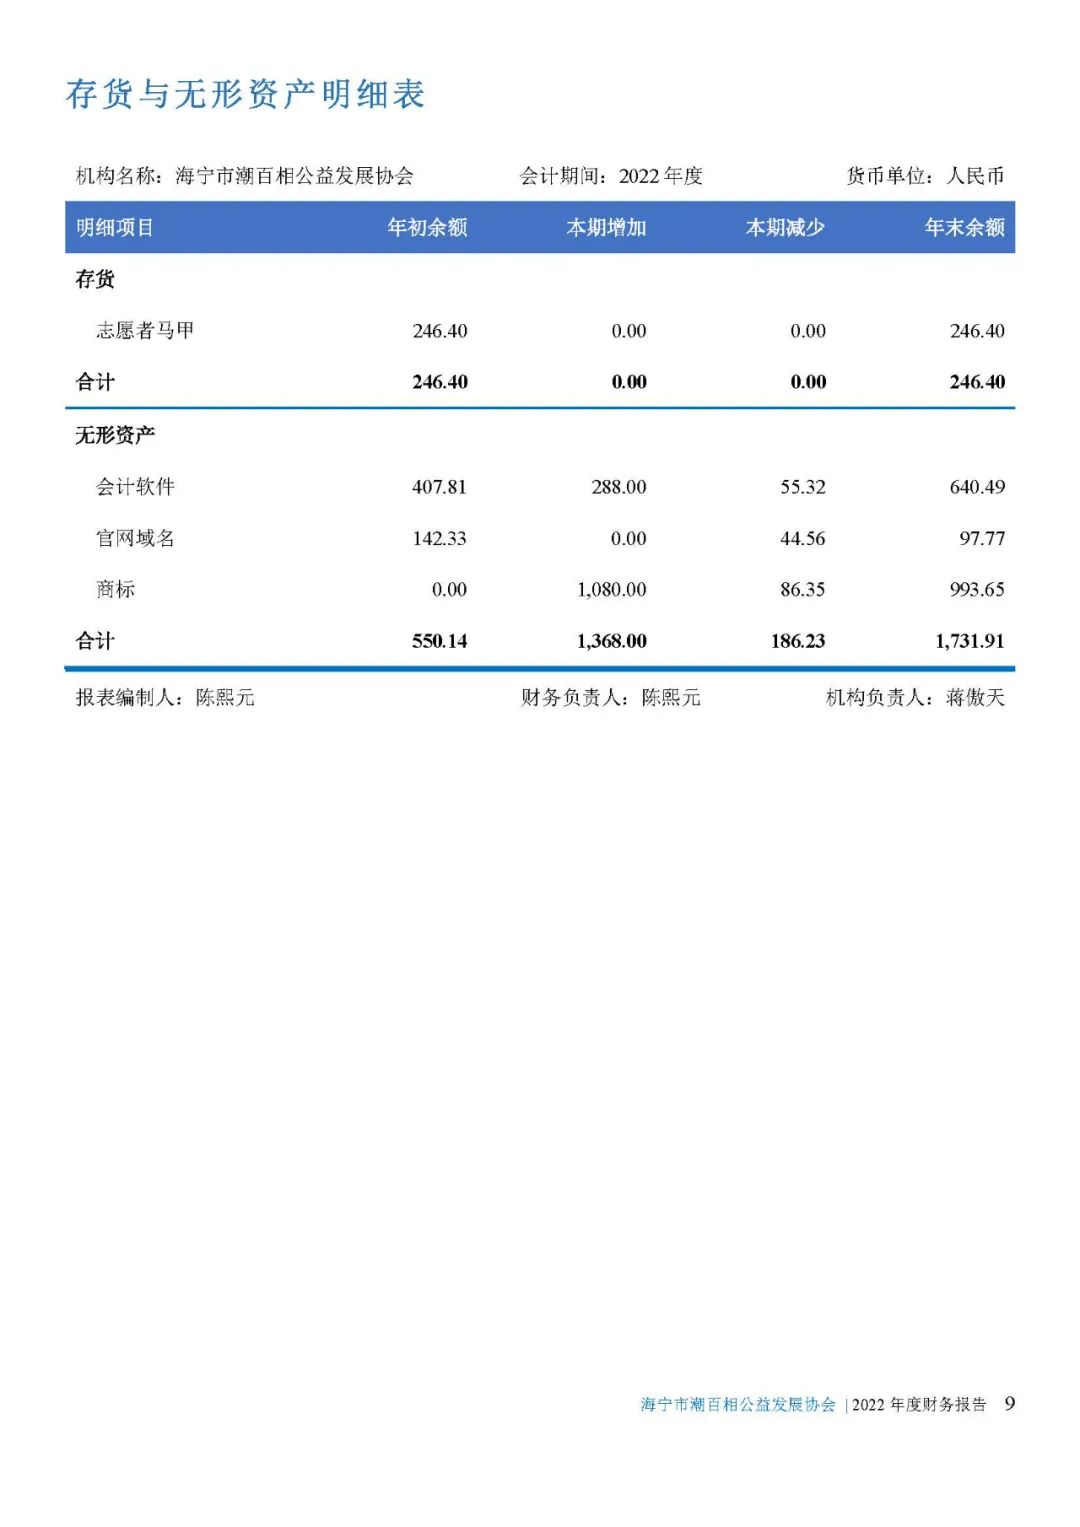 存货与无形资产明细表
机构名称：海宁市潮百相公益发展协会 会计期间：2022 年度 货币单位：人民币
明细项目 年初余额 本期增加 本期减少 年末余额
存货
志愿者马甲 246.40 0.00 0.00 246.40
合计 246.40 0.00 0.00 246.40
无形资产
会计软件 407.81 288.00 55.32 640.49
官网域名 142.33 0.00 44.56 97.77
商标 0.00 1,080.00 86.35 993.65
合计 550.14 1,368.00 186.23 1,731.91
报表编制人：陈熙元 财务负责人：陈熙元 机构负责人：蒋傲天
海宁市潮百相公益发展协会 | 2022 年度财务报告 9